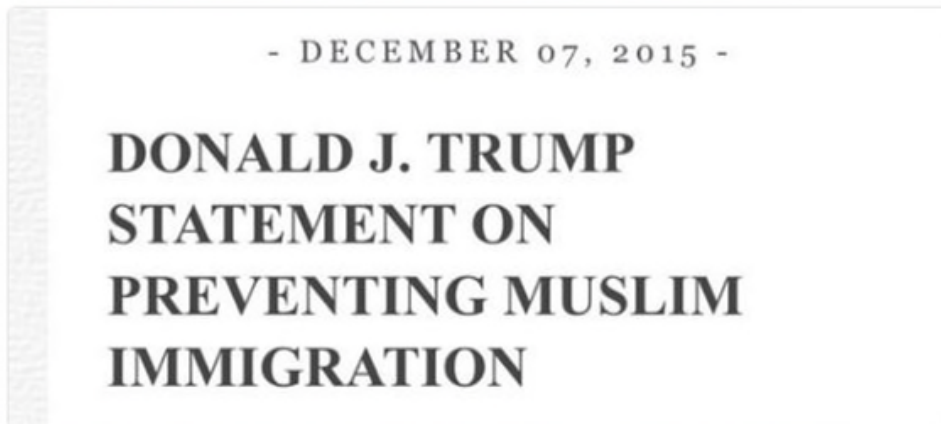 - DECEMBER 07, 2015 -
DONALD J. TRUMP
STATEMENT ON
PREVENTING MUSLIM
IMMIGRATION